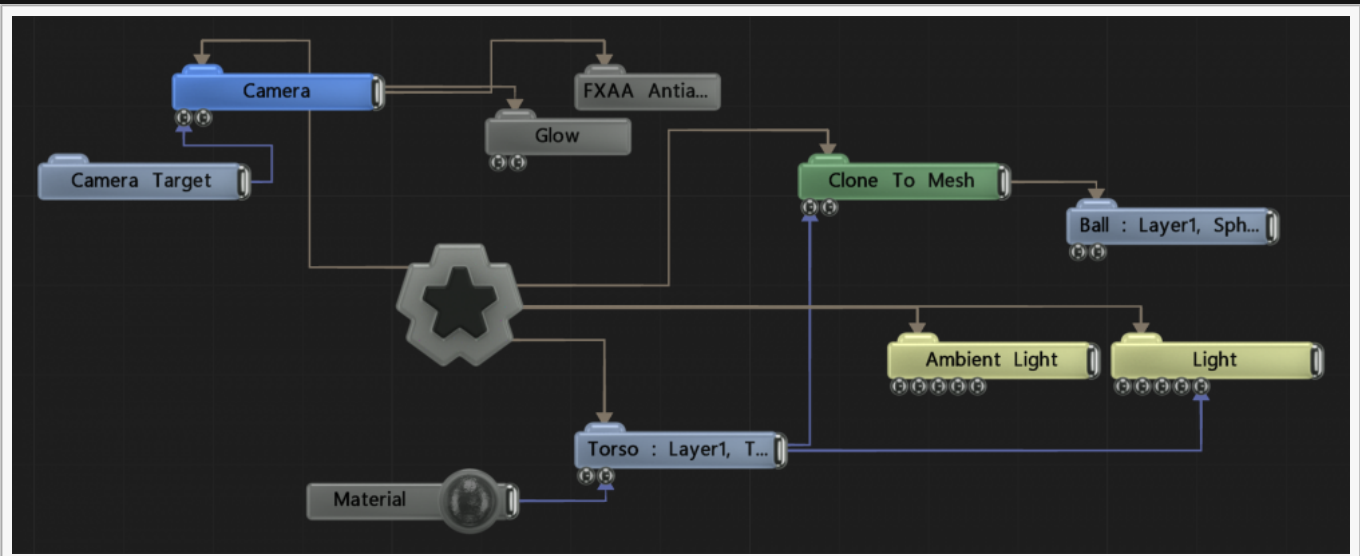 Camera
FXAA Antia...
Glow
Camera Target
Clone To Mesh
Ball : Layer1, Sph...
Ambient Light
Light
Torso : Layer1, T...
Material